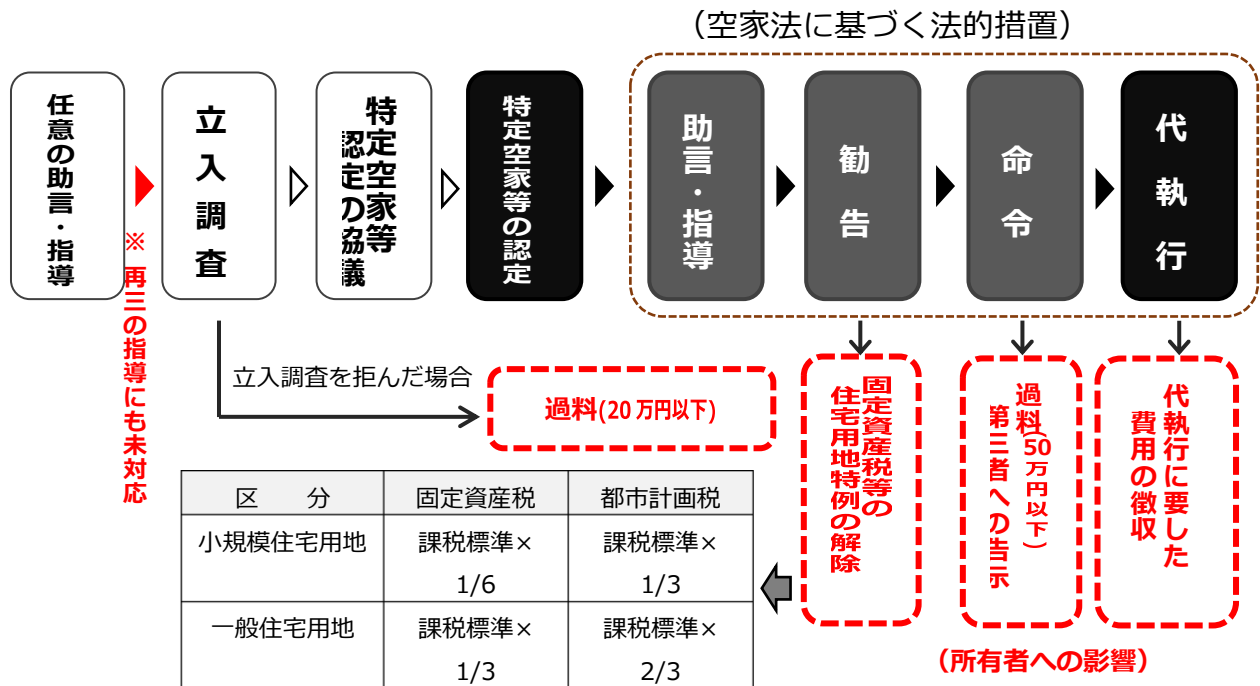 （空家法に基づく法的措置）
任意の助言・指導
※ 再三の指導にも未対応
立入調査
特定空家等
認定の協議
特定空家等の認定
助言・指導
勧告
命令
代執行
立入調査を拒んだ場合
過料(20万円以下)
固定資産税等の
住宅用地特例の解除
過料(50万円以下)
第三者への告示
代執行に要した
費用の徴収
区　分 固定資産税 都市計画税
小規模住宅用地 課税標準× 課税標準×
1/6 1/3
一般住宅用地 課税標準× 課税標準×
1/3 2/3
（所有者への影響）